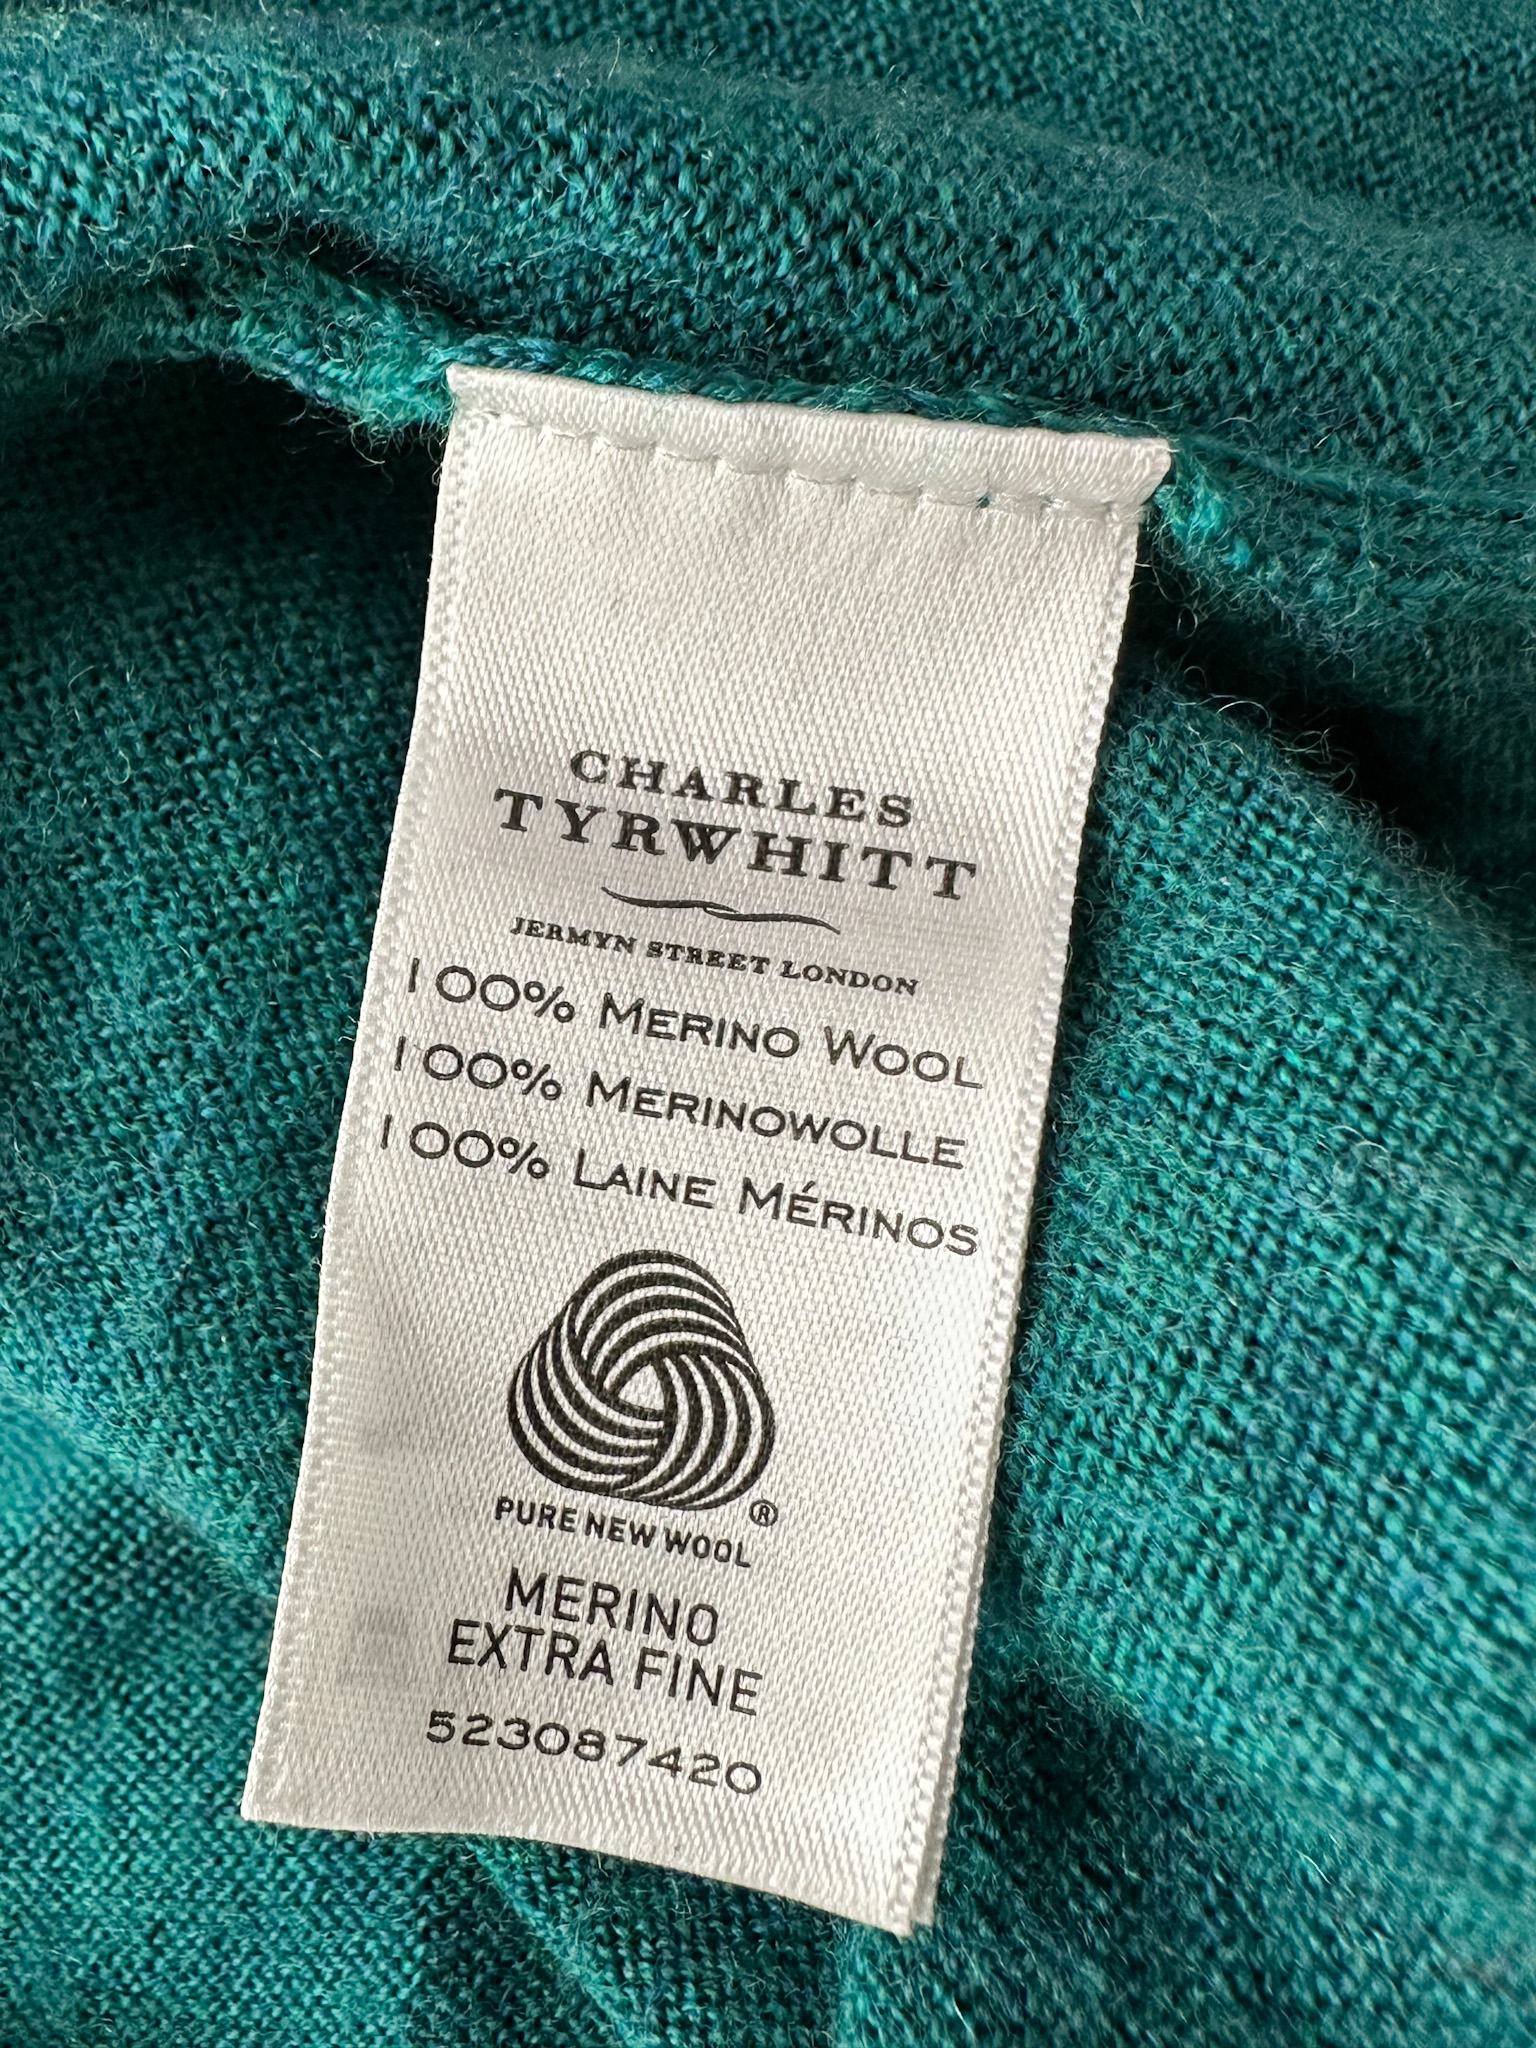 CHARLES
TYRWHITT
JERMYN STREET LONDON
100% MERINO WOOL
100% MERINOWOLLE
100% LAINE MÉRINOS
®
PURE NEW WOOL
MERINO
EXTRA FINE
523087420